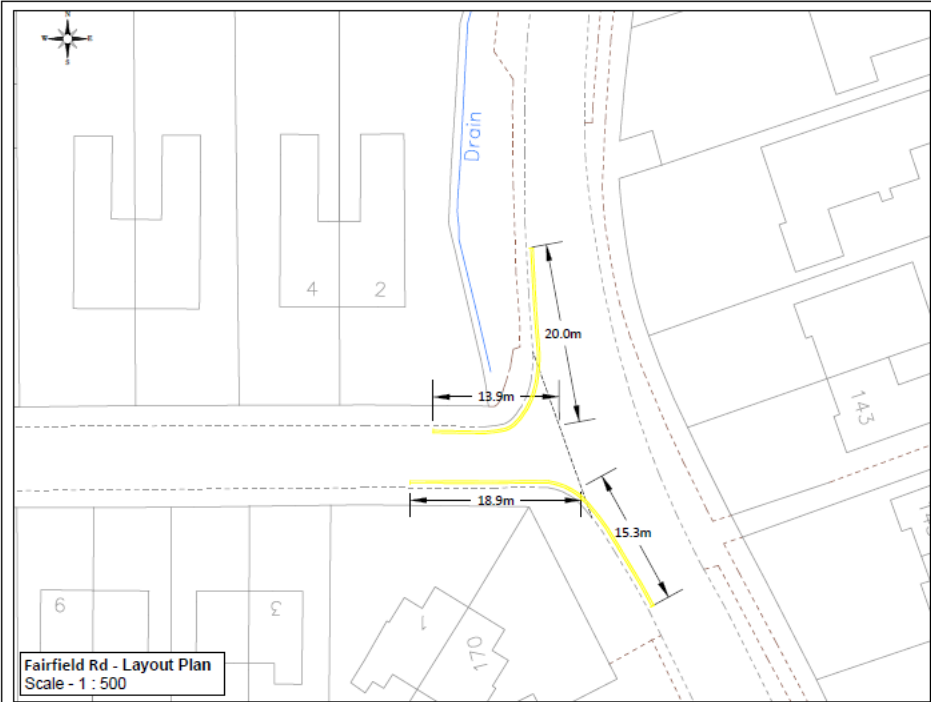 N
W E
S
Drain
4 2
20.0m
13.9m
143
18.9m
15.3m
9
3
1
170
Fairfield Rd - Layout Plan
Scale - 1 : 500